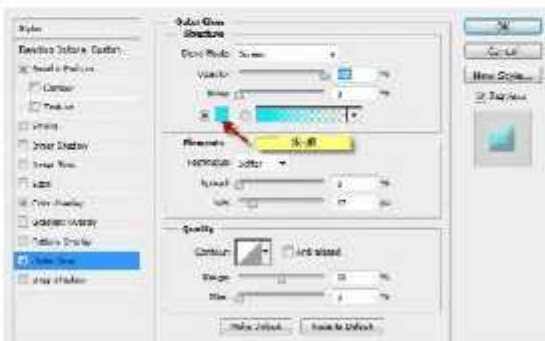 Styles
Blending Options: Custom
Contour
Texture
Stroke
Inner Shadow
Inner Glow
Satin
Color Overlay
Gradient Overlay
Pattern Overlay
Outer Glow
Drop Shadow
Outer Glow
Structure
Blend Mode: Screen
Opacity: %
Noise: %
Elements
Technique: Softer
Spread: %
Size: px
Quality
Contour: Anti-aliased
Range: %
Jitter: %
Make Default
Reset to Default
OK
Cancel
New Style...
Preview